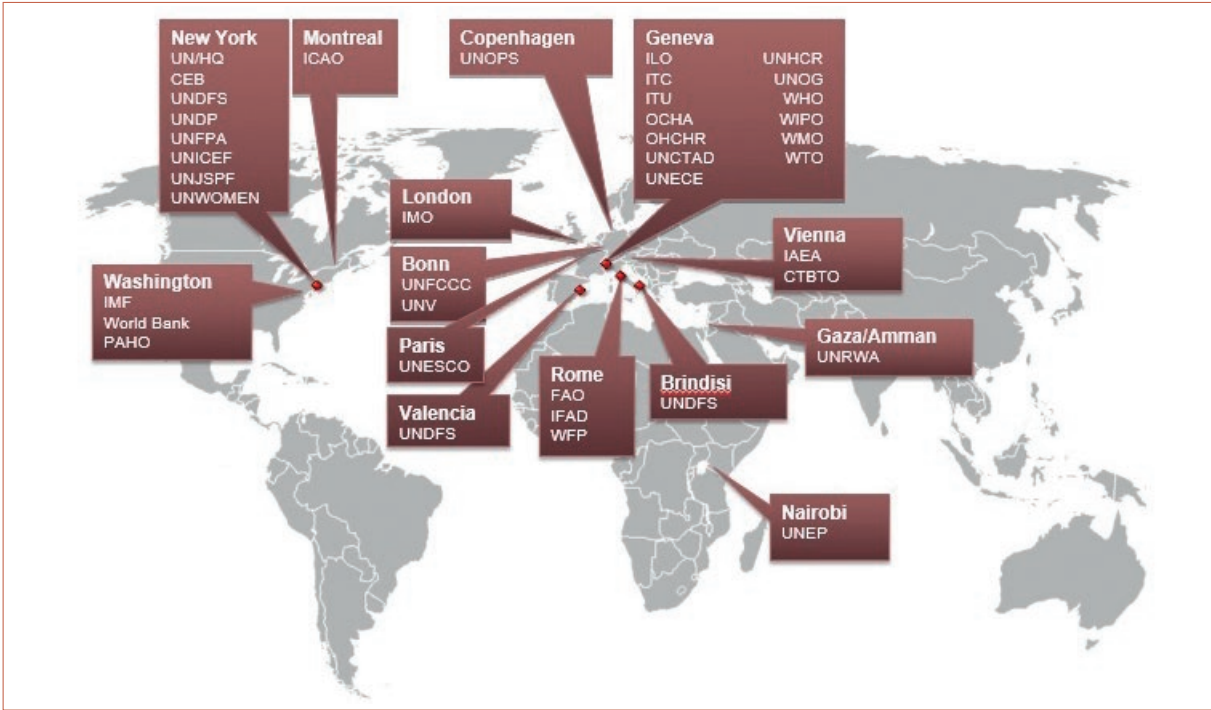 New York
UN/HQ
CEB
UNDFS
UNDP
UNFPA
UNICEF
UNJSPF
UNWOMEN
Montreal
ICAO
Copenhagen
UNOPS
Geneva
ILO UNHCR
ITC UNOG
ITU WHO
OCHA WIPO
OHCHR WMO
UNCTAD WTO
UNECE
London
IMO
Bonn
UNFCCC
UNV
Vienna
IAEA
CTBTO
Washington
IMF
World Bank
PAHO
Paris
UNESCO
Gaza/Amman
UNRWA
Valencia
UNDFS
Rome
FAO
IFAD
WFP
Brindisi
UNDFS
Nairobi
UNEP